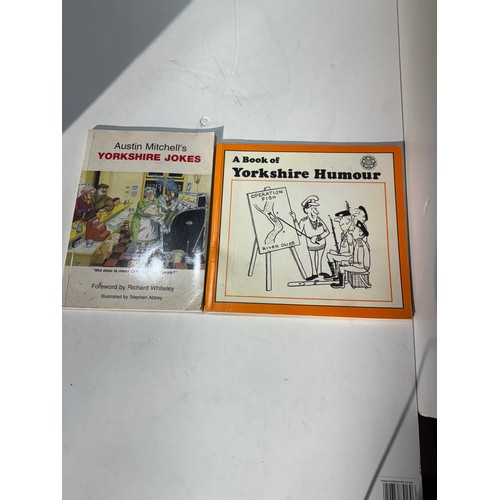 Austin Mitchell's
YORKSHIRE JOKES
Foreword by Richard Whiteley
Illustrated by Stephen Abbey
A Book of
Yorkshire Humour
OPERATION
FISH
RIVER OUSE